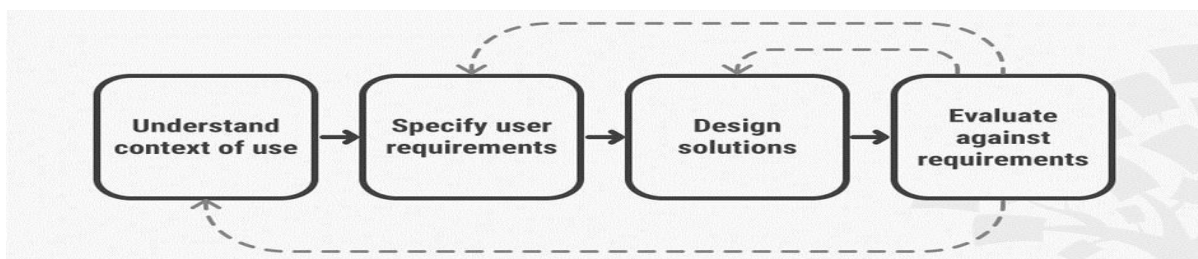 Understand
context of use
Specify user
requirements
Design
solutions
Evaluate
against
requirements